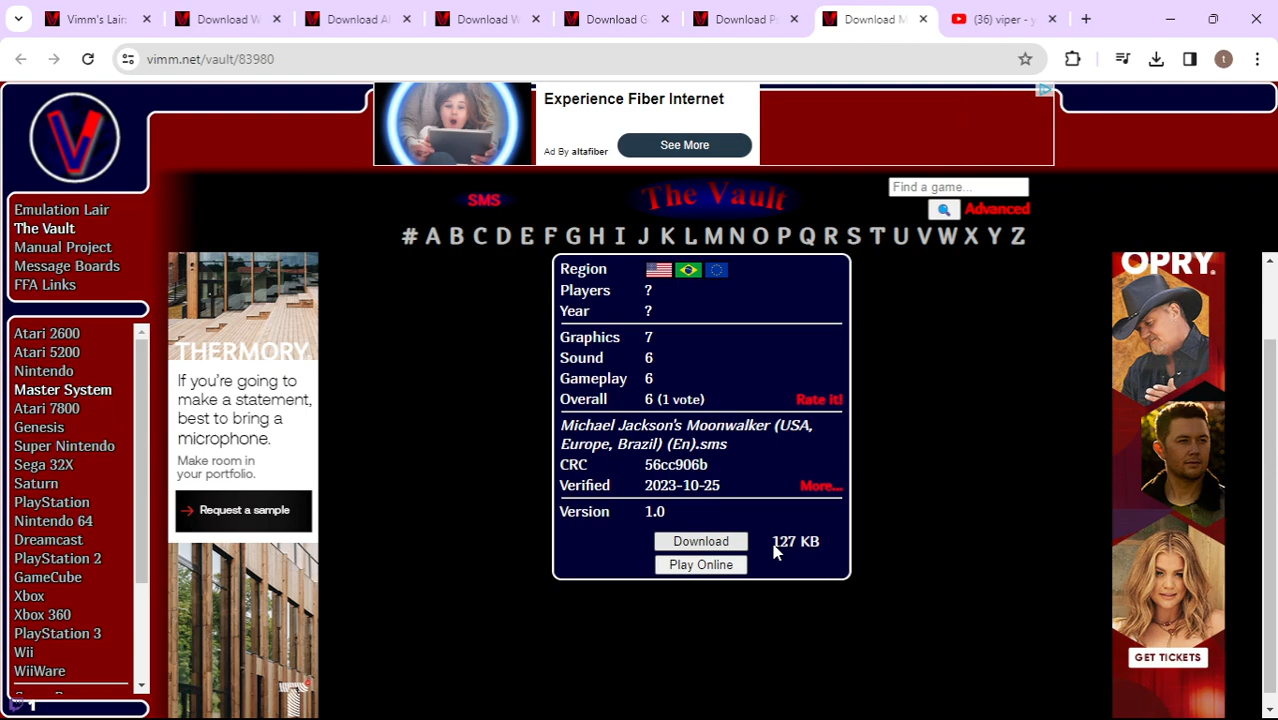 Vimm's Lair:
Download W
Download Al
Download W
Download G
Download P
Download M
(36) viper - y
vimm.net/vault/83980
t
Experience Fiber Internet
See More
Ad By altafiber
V
SMS
The Vault
Find a game...
Advanced
# A B C D E F G H I J K L M N O P Q R S T U V W X Y Z
Emulation Lair
The Vault
Manual Project
Message Boards
FFA Links
Atari 2600
Atari 5200
Nintendo
Master System
Atari 7800
Genesis
Super Nintendo
Sega 32X
Saturn
PlayStation
Nintendo 64
Dreamcast
PlayStation 2
GameCube
Xbox
Xbox 360
PlayStation 3
Wii
WiiWare
1
THERMORY
If you're going to
make a statement,
best to bring a
microphone.
Make room in
your portfolio.
Request a sample
Region
Players ?
Year ?
Graphics 7
Sound 6
Gameplay 6
Overall 6 (1 vote) Rate it!
Michael Jackson's Moonwalker (USA,
Europe, Brazil) (En).sms
CRC 56cc906b
Verified 2023-10-25 More...
Version 1.0
Download 127 KB
Play Online
OPRY
GET TICKETS